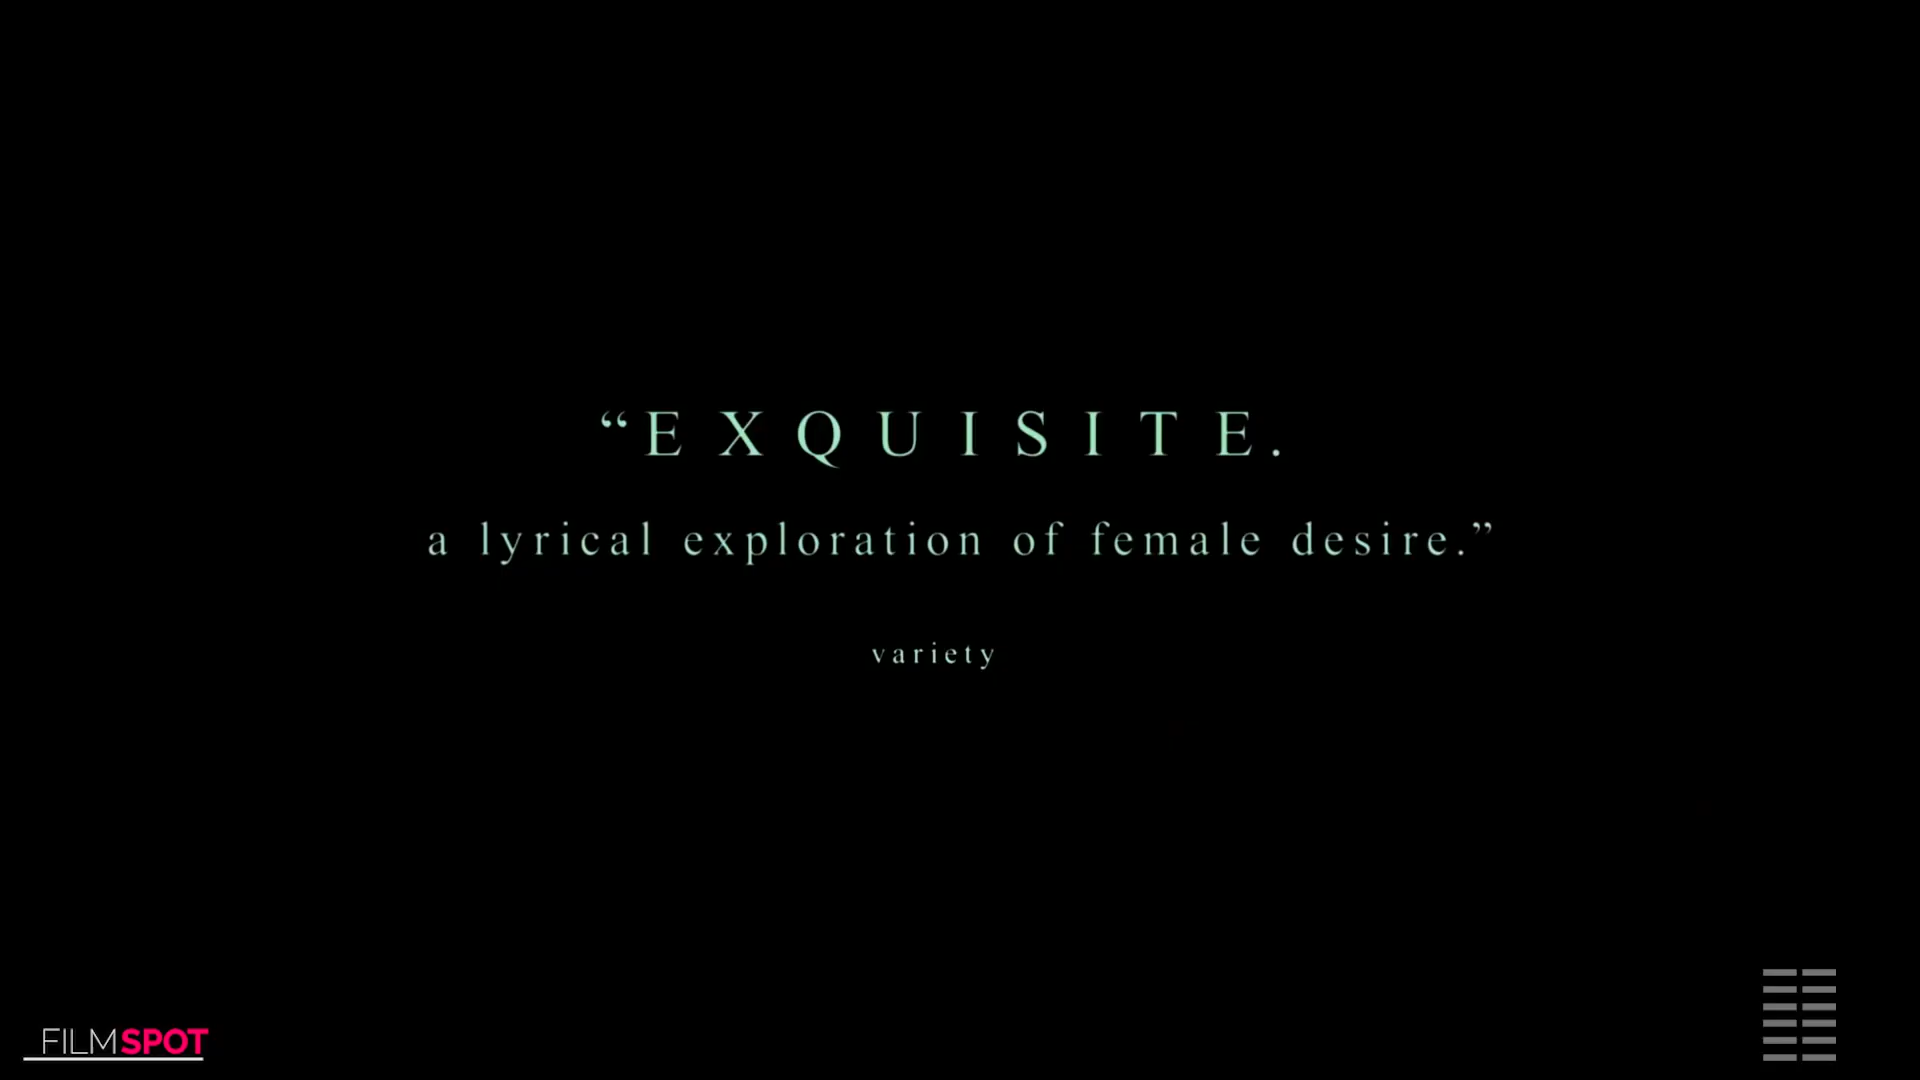 “EXQUISITE.
a lyrical exploration of female desire.”
variety
FILMSPOT